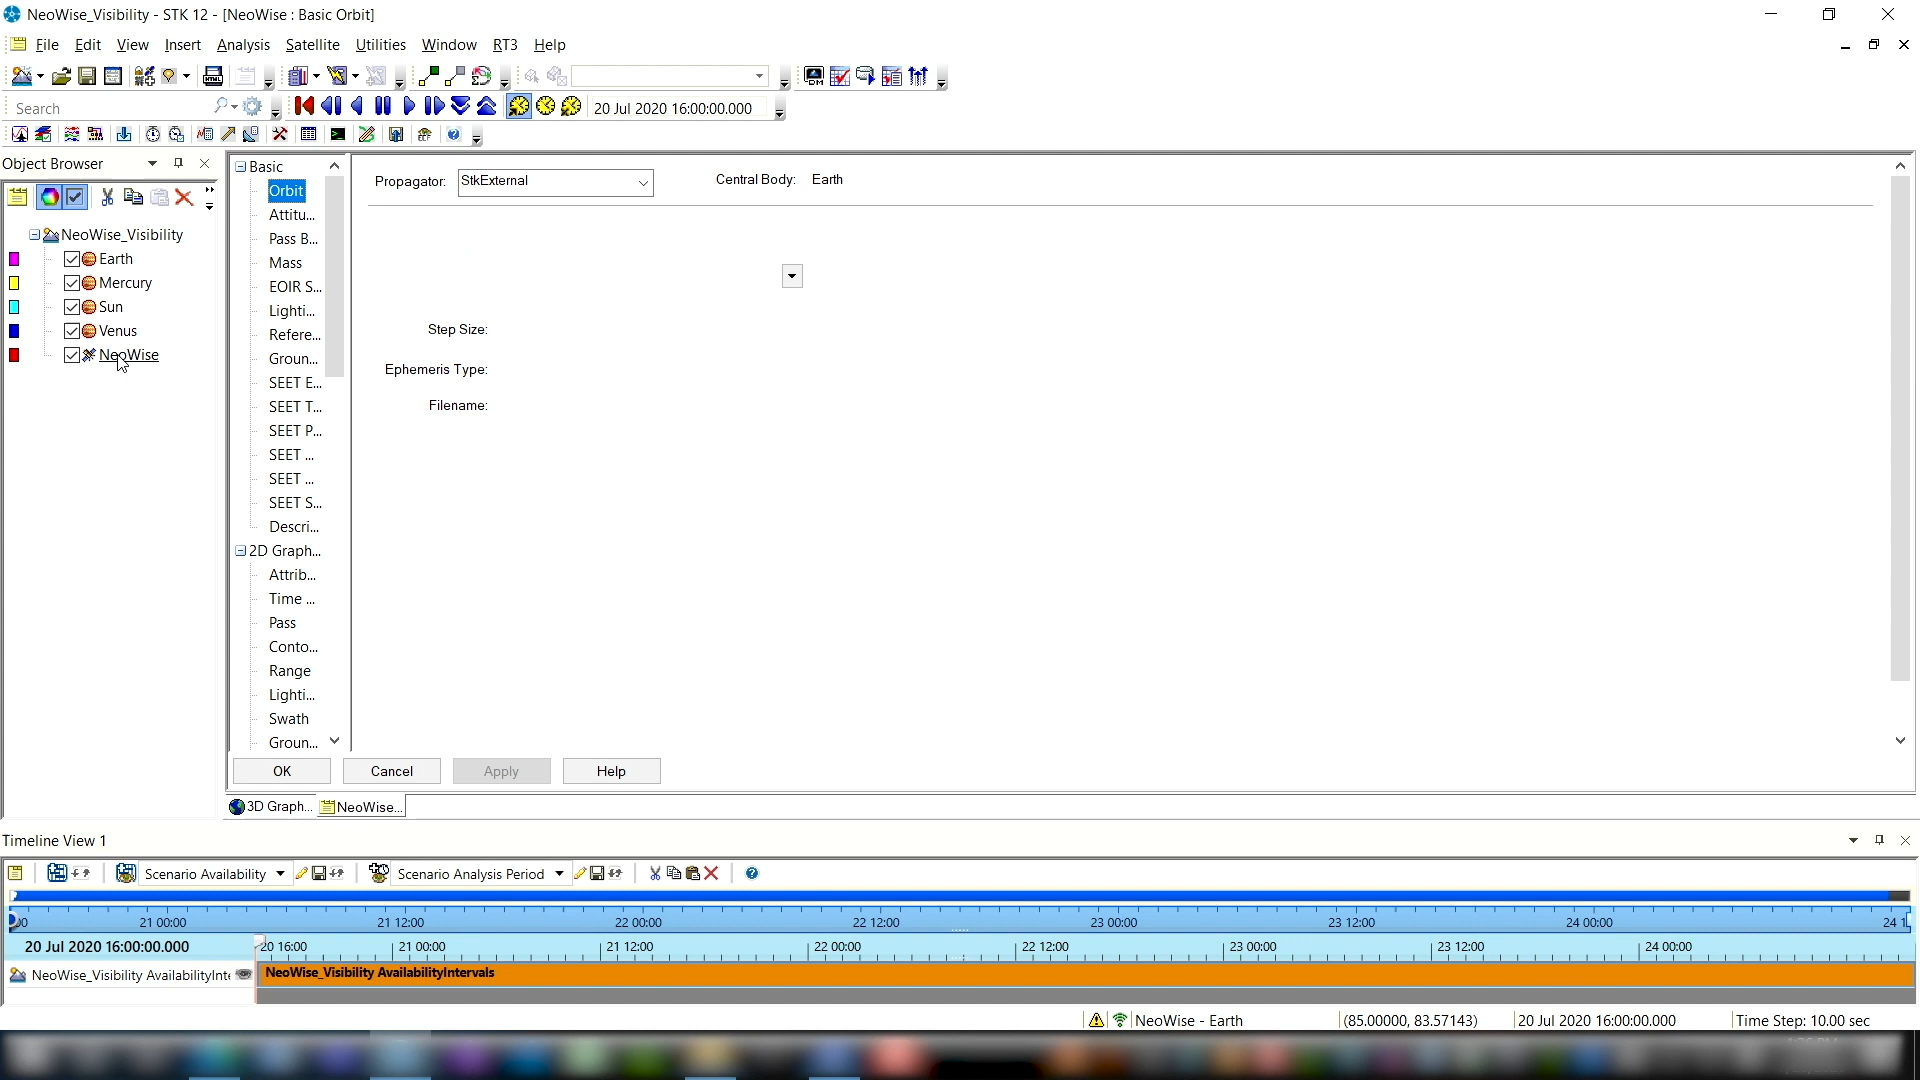 NeoWise_Visibility - STK 12 - [NeoWise : Basic Orbit]
File Edit View Insert Analysis Satellite Utilities Window RT3 Help
Search
20 Jul 2020 16:00:00.000
Object Browser
NeoWise_Visibility
Earth
Mercury
Sun
Venus
NeoWise
Basic
Orbit
Attitu...
Pass B...
Mass
EOIR S...
Lighti...
Refere...
Groun...
SEET E...
SEET T...
SEET P...
SEET ...
SEET ...
SEET S...
Descri...
2D Graph...
Attrib...
Time ...
Pass
Conto...
Range
Lighti...
Swath
Groun...
Propagator: StkExternal Central Body: Earth
Step Size:
Ephemeris Type:
Filename:
OK Cancel Apply Help
3D Graph... NeoWise...
Timeline View 1
Scenario Availability Scenario Analysis Period
21 00:00 21 12:00 22 00:00 22 12:00 23 00:00 23 12:00 24 00:00
20 Jul 2020 16:00:00.000 20 16:00 21 00:00 21 12:00 22 00:00 22 12:00 23 00:00 23 12:00 24 00:00
NeoWise_Visibility AvailabilityInte NeoWise_Visibility AvailabilityIntervals
NeoWise - Earth (85.00000, 83.57143) 20 Jul 2020 16:00:00.000 Time Step: 10.00 sec